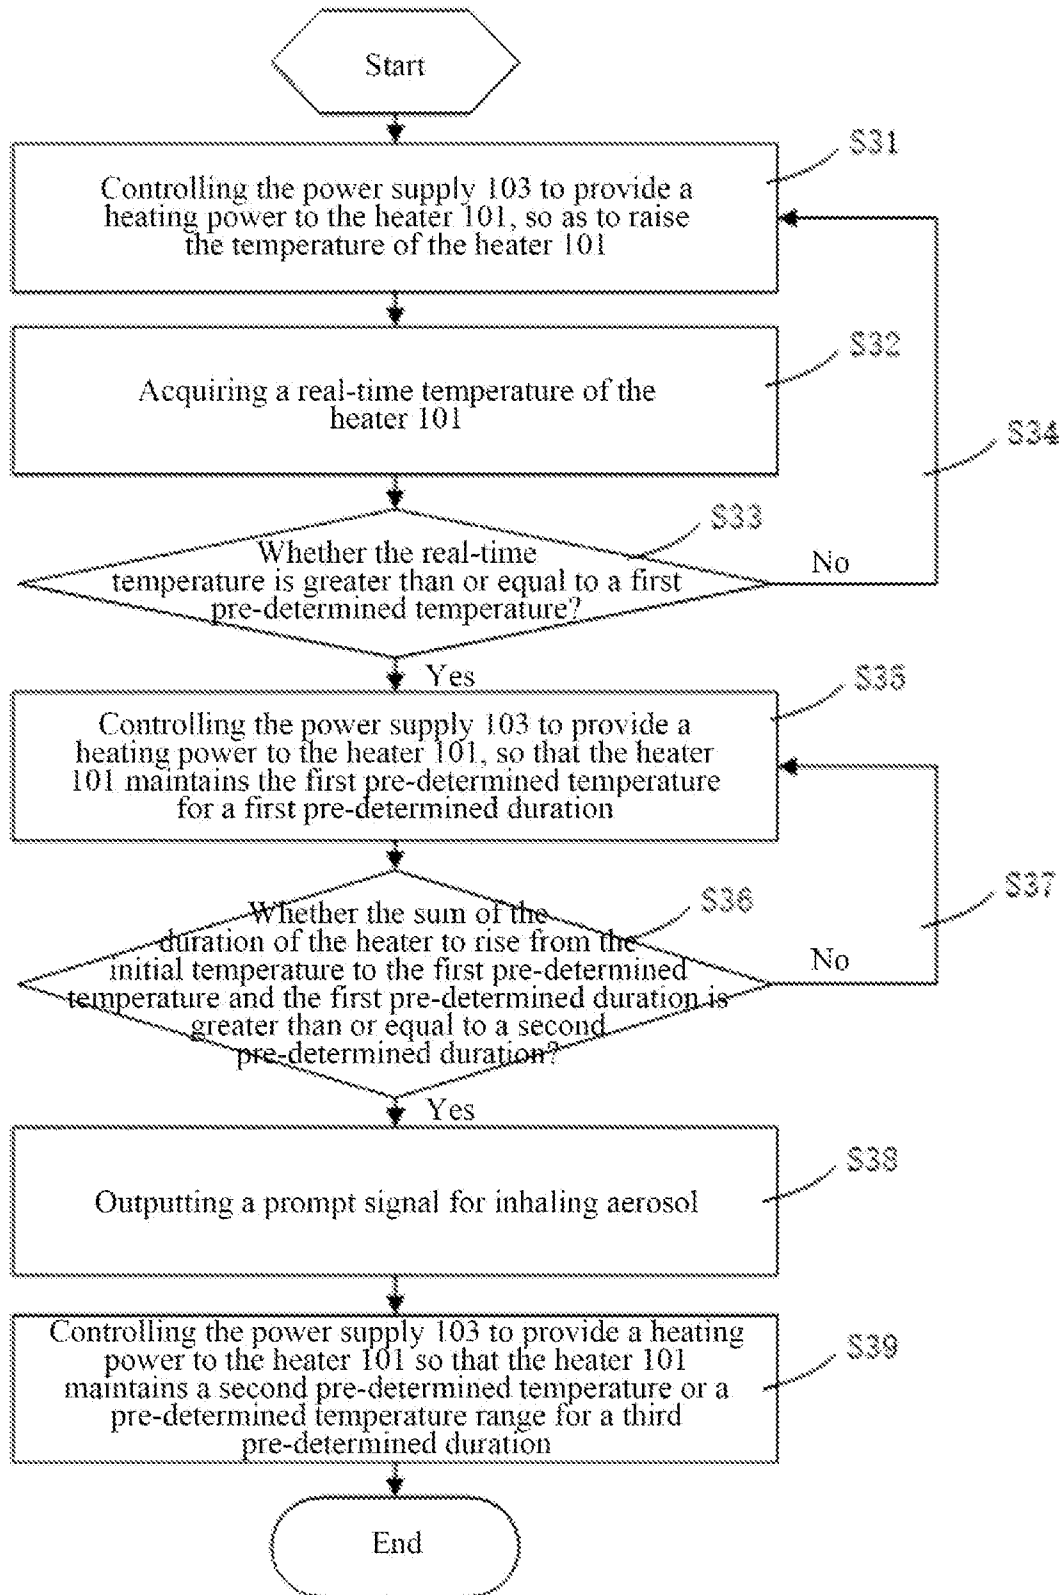 Start
S31
Controlling the power supply 103 to provide a
heating power to the heater 101, so as to raise
the temperature of the heater 101
S32
Acquiring a real-time temperature of the
heater 101
S34
S33
Whether the real-time
temperature is greater than or equal to a first
pre-determined temperature?
No
Yes
S35
Controlling the power supply 103 to provide a
heating power to the heater 101, so that the heater
101 maintains the first pre-determined temperature
for a first pre-determined duration
S37
S36
Whether the sum of the
duration of the heater to rise from the
initial temperature to the first pre-determined
temperature and the first pre-determined duration is
greater than or equal to a second
pre-determined duration?
No
Yes
S38
Outputting a prompt signal for inhaling aerosol
S39
Controlling the power supply 103 to provide a heating
power to the heater 101 so that the heater 101
maintains a second pre-determined temperature or a
pre-determined temperature range for a third
pre-determined duration
End